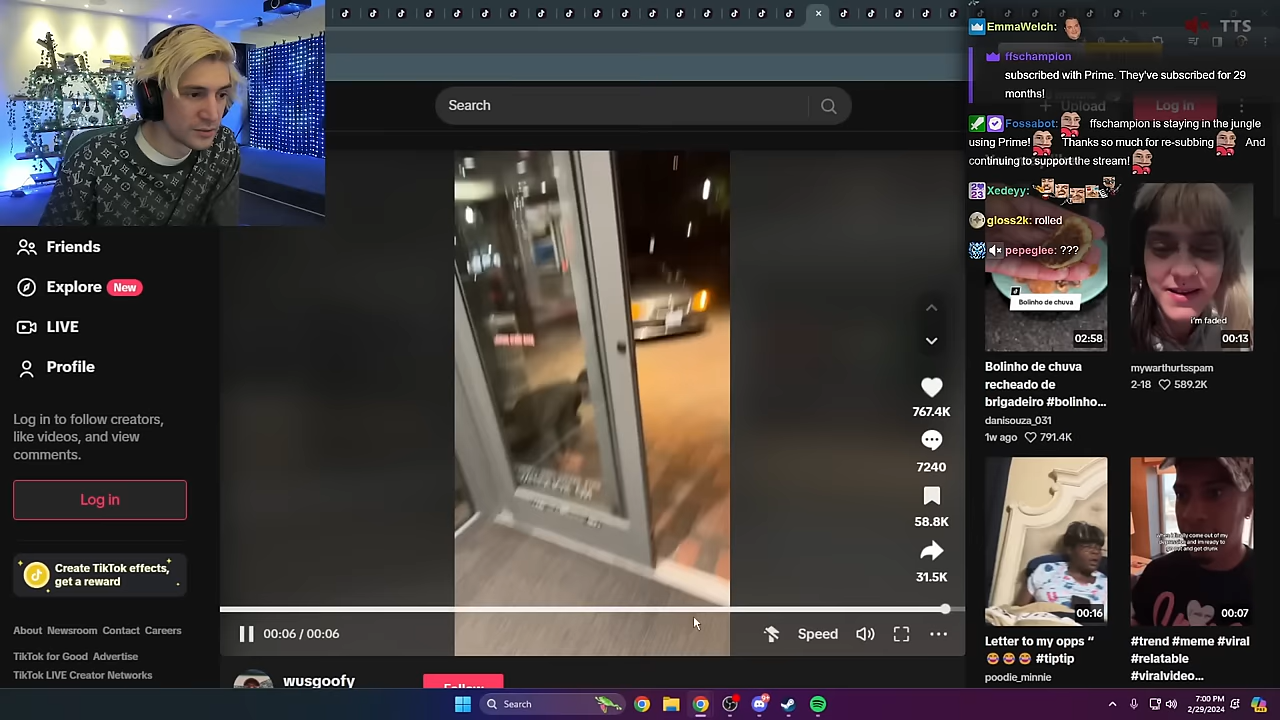 EmmaWelch:
TTS
ffschampion
subscribed with Prime. They've subscribed for 29
months!
Search
Upload
Log in
Fossabot: ffschampion is staying in the jungle
using Prime! Thanks so much for re-subbing And
continuing to support the stream!
Xedeyy:
gloss2k: rolled
pepeglee: ???
Friends
Explore New
LIVE
Profile
Log in to follow creators,
like videos, and view
comments.
Log in
Create TikTok effects,
get a reward
About Newsroom Contact Careers
TikTok for Good Advertise
TikTok LIVE Creator Networks
767.4K
7240
58.8K
31.5K
00:06 / 00:06
Speed
wusgoofy
Follow
Bolinho de chuva
02:58
Bolinho de chuva
recheado de
brigadeiro #bolinho...
danisouza_031
1w ago 791.4K
i'm faded
00:13
mywarthurtsspam
2-18 589.2K
00:16
Letter to my opps "
#tiptip
poodie_minnie
00:07
#trend #meme #viral
#relatable
#viralvideo...
Search
7:00 PM
2/29/2024